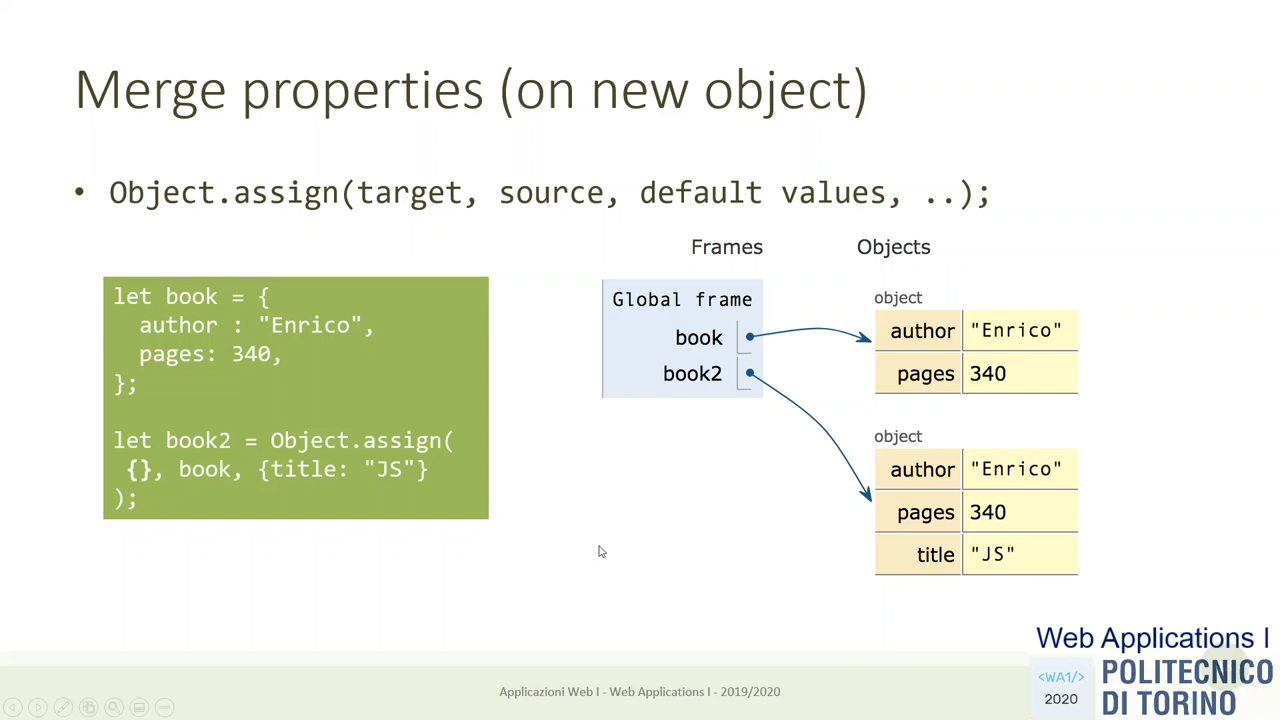 Merge properties (on new object)
• Object.assign(target, source, default values, ..);
let book = {
author : "Enrico",
pages: 340,
};
let book2 = Object.assign(
{}, book, {title: "JS"}
);
Frames
Objects
Global frame
book
book2
object
author "Enrico"
pages 340
object
author "Enrico"
pages 340
title "JS"
Applicazioni Web I - Web Applications I - 2019/2020
Web Applications I
<WA1/>
2020
POLITECNICO
DI TORINO